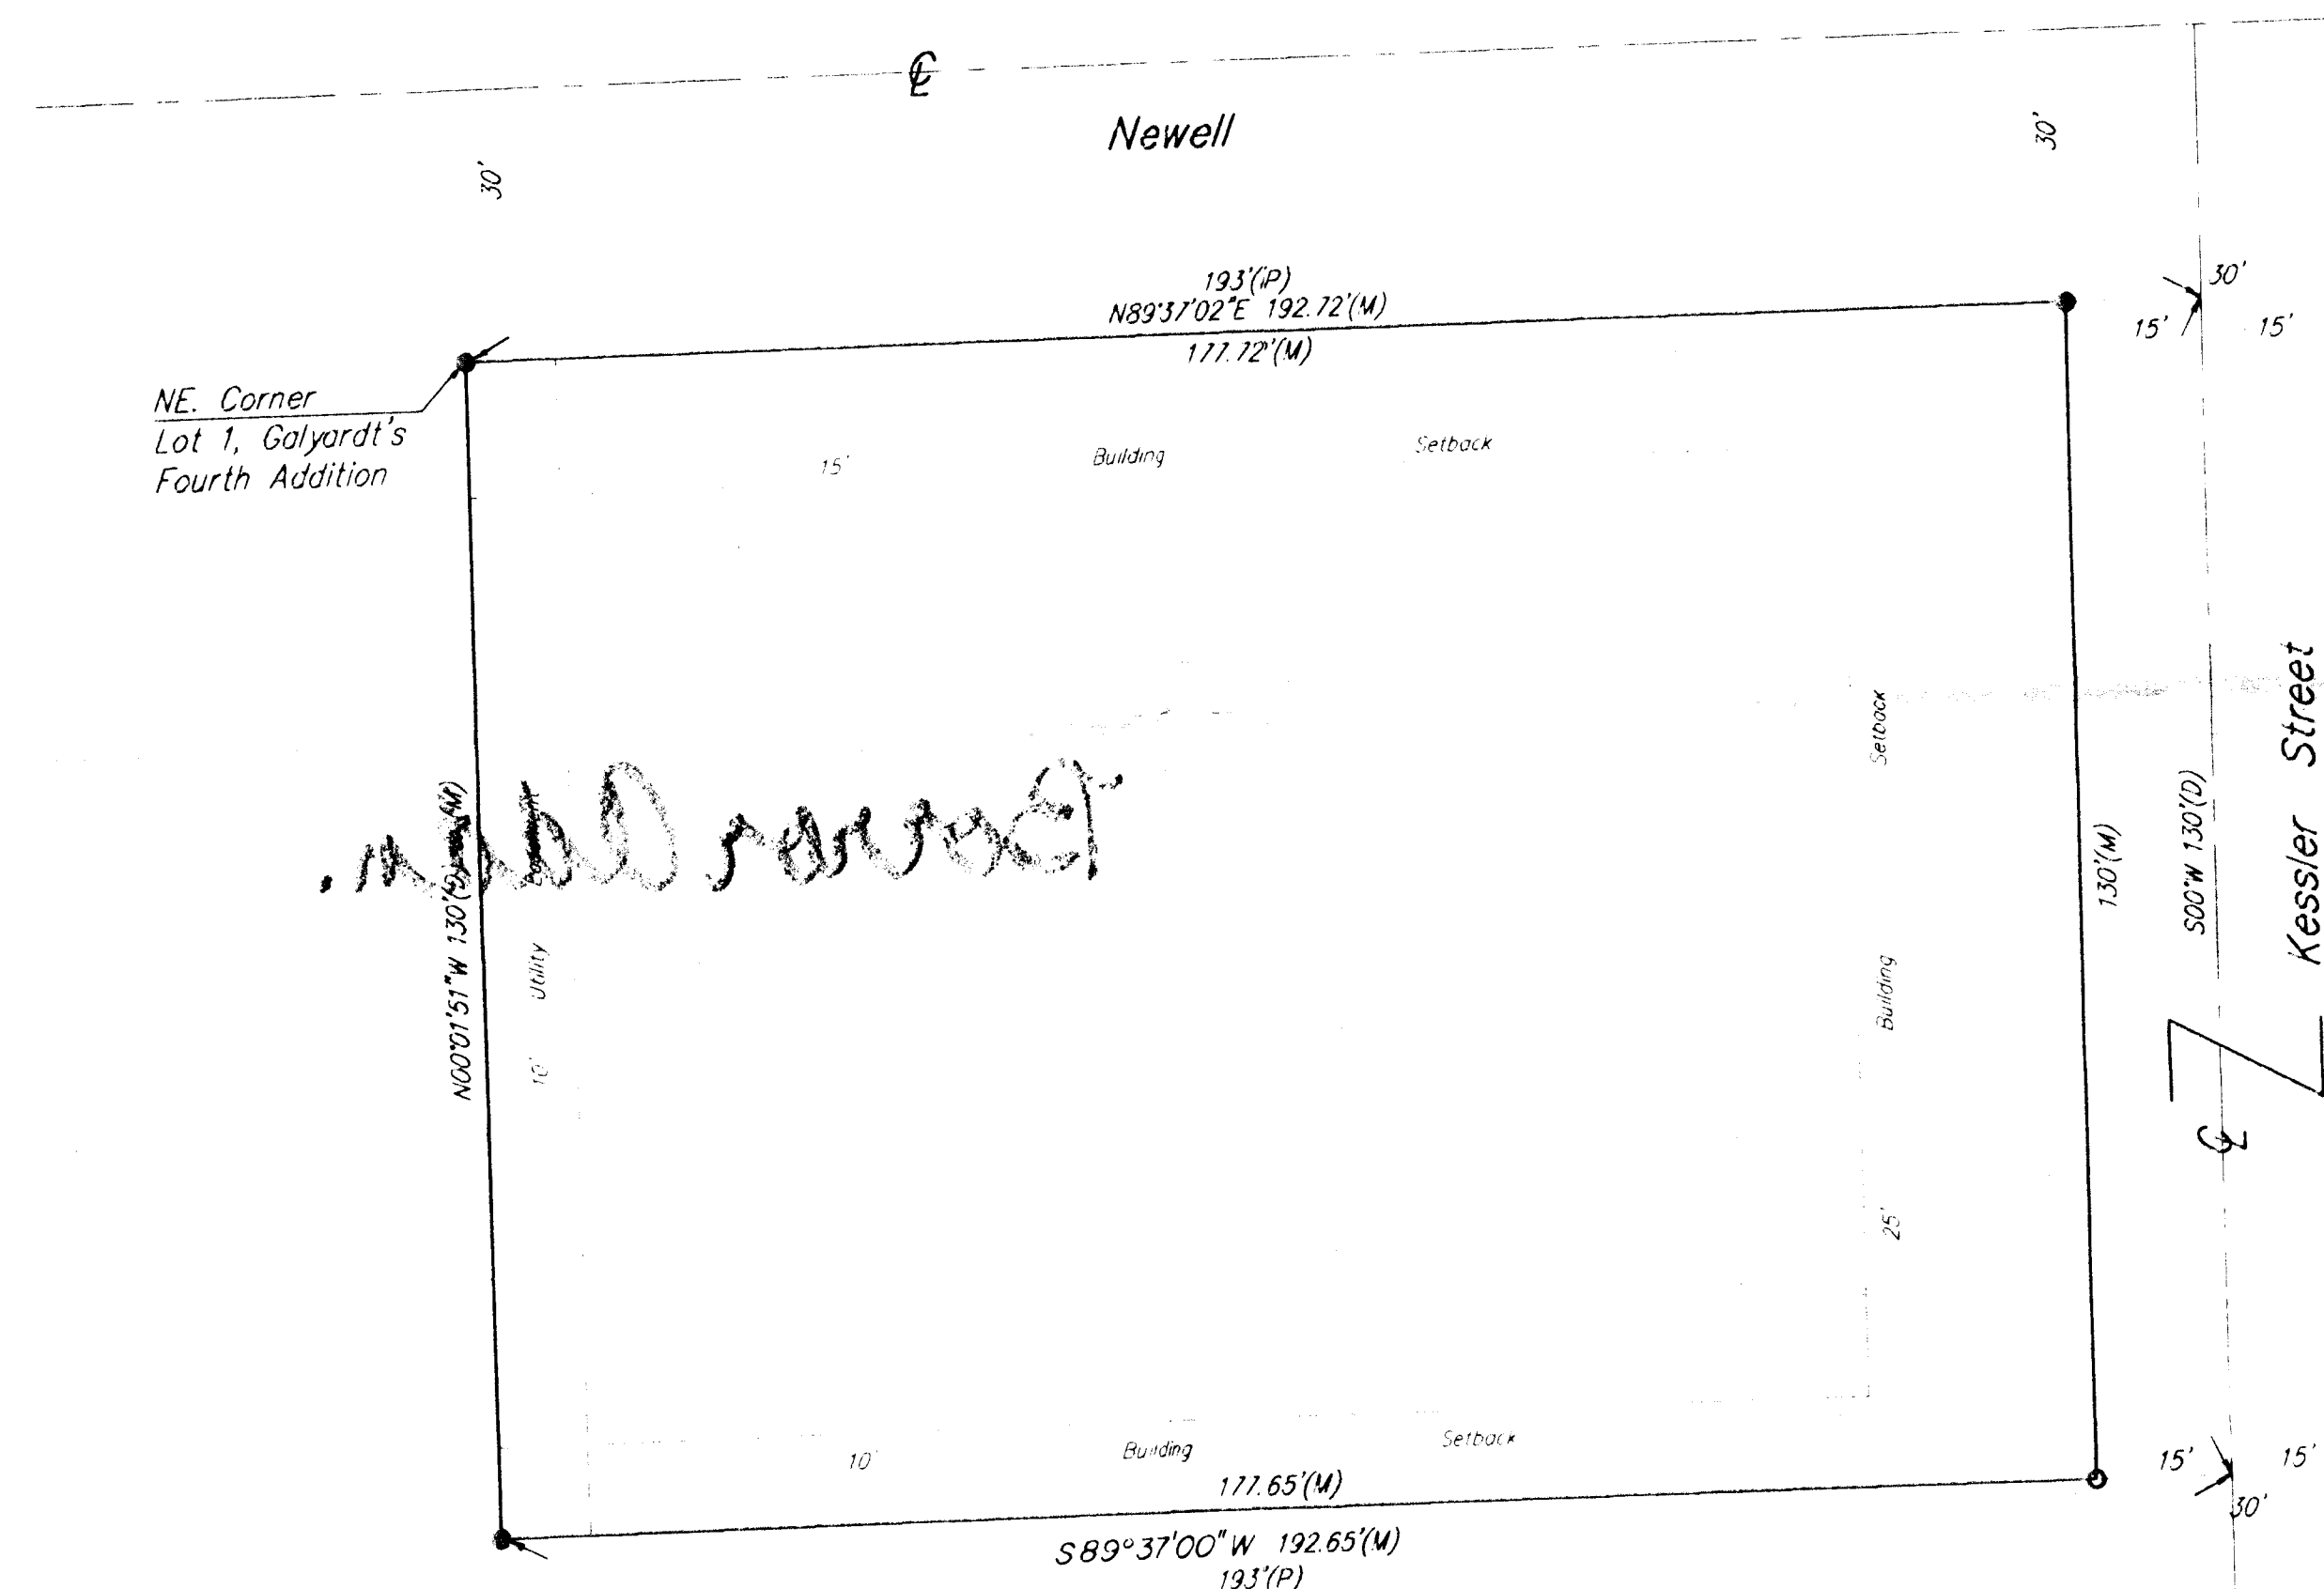 ℄
Newell
30'
30'
193'(P)
N89°37'02"E 192.72'(M)
177.72'(M)
30'
15'
15'
NE. Corner
Lot 1, Galyardt's
Fourth Addition
15' Building Setback
N00°01'51"W 130'(D)
10' Utility
25' Building Setback
130'(M)
S00°W 130'(D)
Kessler Street
℄
10' Building Setback
177.65'(M)
S89°37'00"W 192.65'(M)
193'(P)
15'
15'
30'